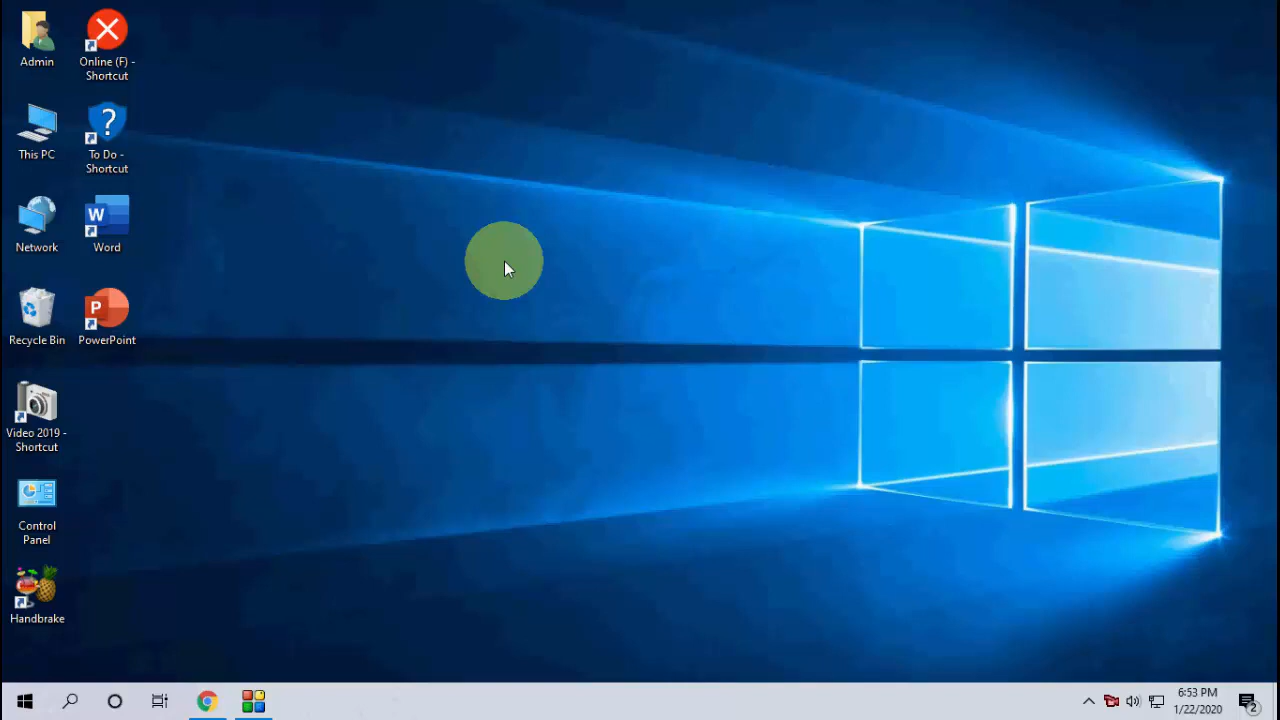 Admin
Online (F) -
Shortcut
This PC
To Do -
Shortcut
Network
Word
Recycle Bin
PowerPoint
Video 2019 -
Shortcut
Control
Panel
Handbrake
6:53 PM
1/22/2020
2